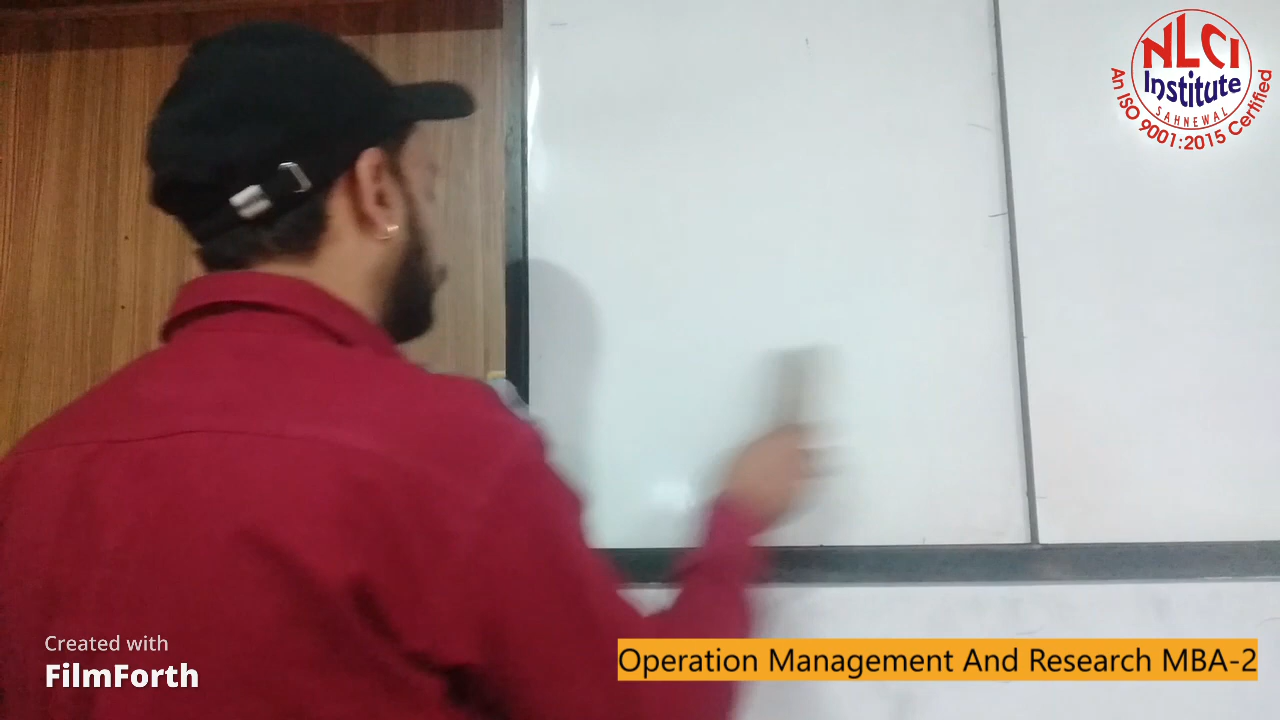 NLCI
Institute
SAHNEWAL
An ISO 9001:2015 Certified
Created with
FilmForth
Operation Management And Research MBA-2